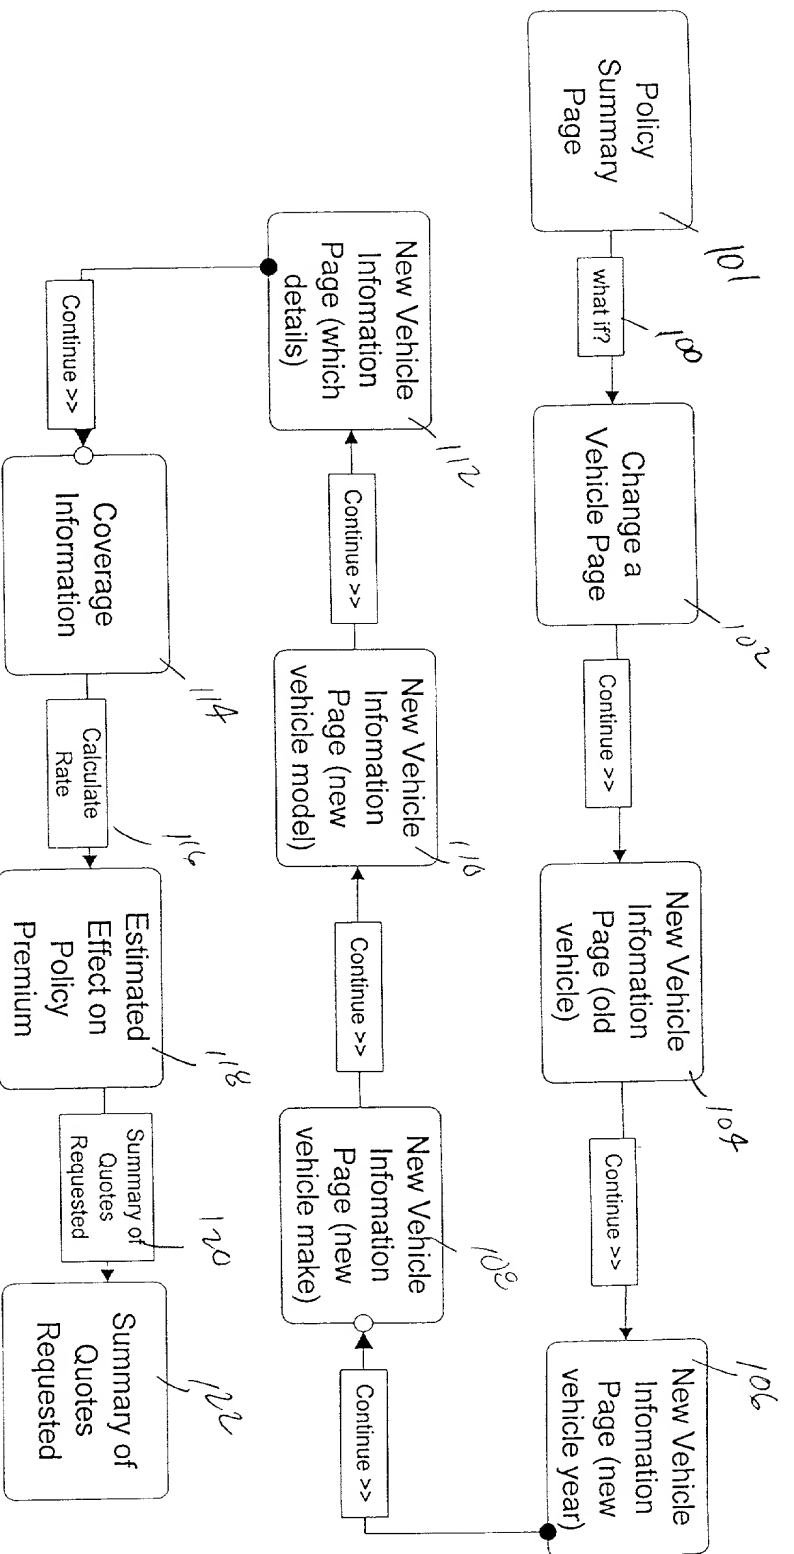 Policy
Summary
Page
101
what if?
100
Change a
Vehicle Page
102
Continue >>
New Vehicle
Infomation
Page (old
vehicle)
104
Continue >>
New Vehicle
Infomation
Page (new
vehicle year)
106
Continue >>
New Vehicle
Infomation
Page (new
vehicle make)
108
Continue >>
New Vehicle
Infomation
Page (new
vehicle model)
110
Continue >>
New Vehicle
Infomation
Page (which
details)
112
Continue >>
Coverage
Information
114
Calculate
Rate
116
Estimated
Effect on
Policy
Premium
118
Summary of
Quotes
Requested
120
Summary of
Quotes
Requested
122